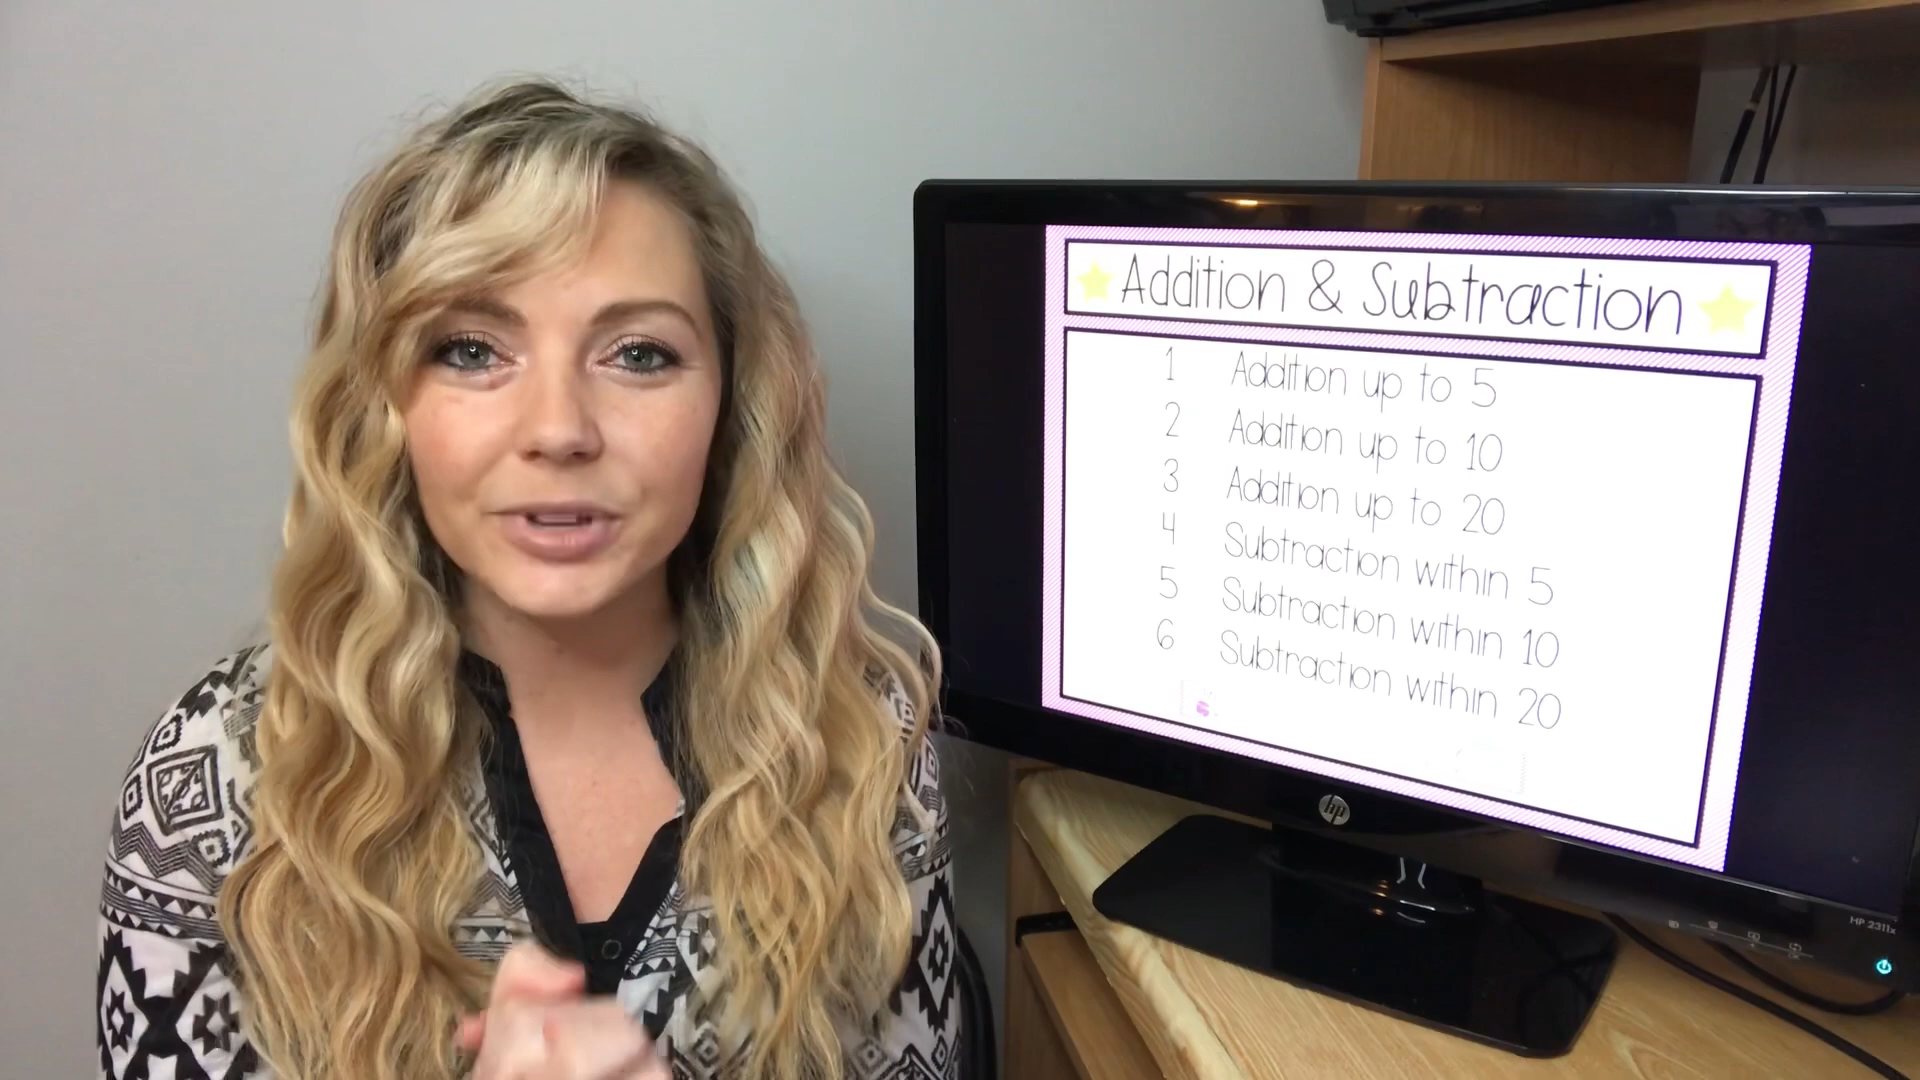 Addition & Subtraction
1 Addition up to 5
2 Addition up to 10
3 Addition up to 20
4 Subtraction within 5
5 Subtraction within 10
6 Subtraction within 20
hp
HP 2311x